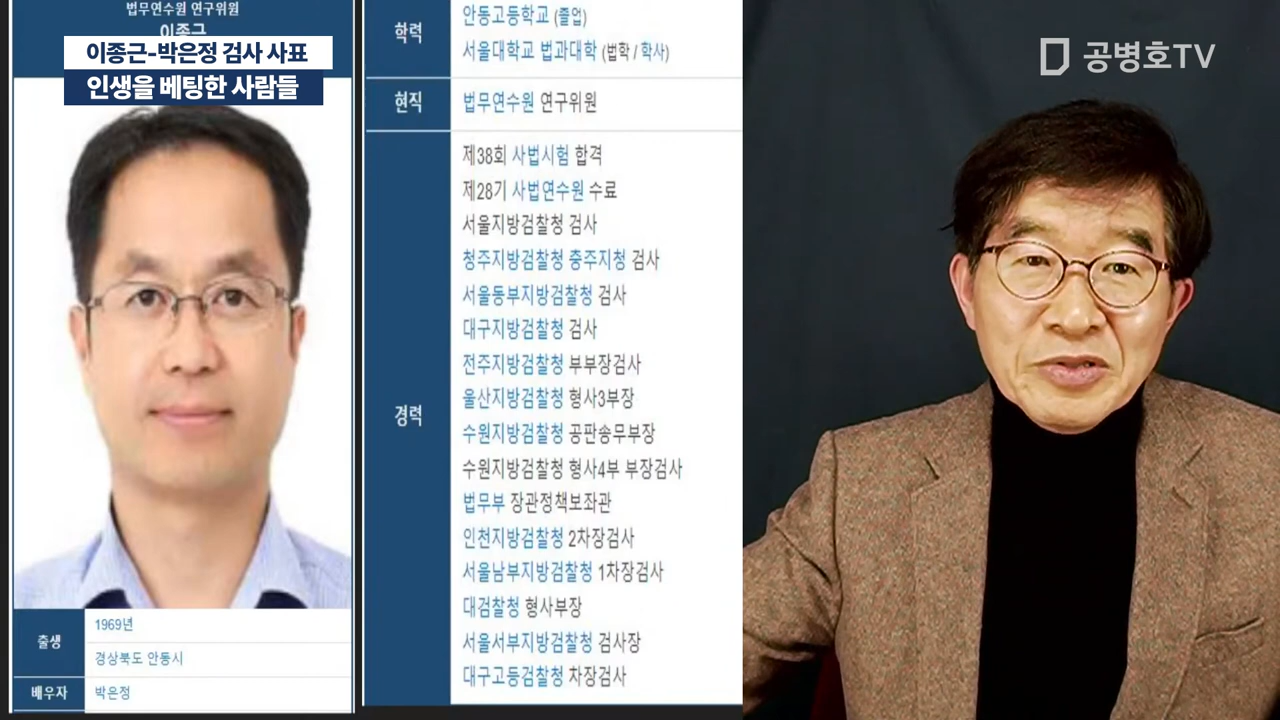 법무연수원 연구위원
이종근
이종근-박은정 검사 사표
인생을 베팅한 사람들
출생
1969년
경상북도 안동시
배우자
박은정
학력
안동고등학교 (졸업)
서울대학교 법과대학 (법학 / 학사)
현직
법무연수원 연구위원
경력
제38회 사법시험 합격
제28기 사법연수원 수료
서울지방검찰청 검사
청주지방검찰청 충주지청 검사
서울동부지방검찰청 검사
대구지방검찰청 검사
전주지방검찰청 부부장검사
울산지방검찰청 형사3부장
수원지방검찰청 공판송무부장
수원지방검찰청 형사4부 부장검사
법무부 장관정책보좌관
인천지방검찰청 2차장검사
서울남부지방검찰청 1차장검사
대검찰청 형사부장
서울서부지방검찰청 검사장
대구고등검찰청 차장검사
공병호TV